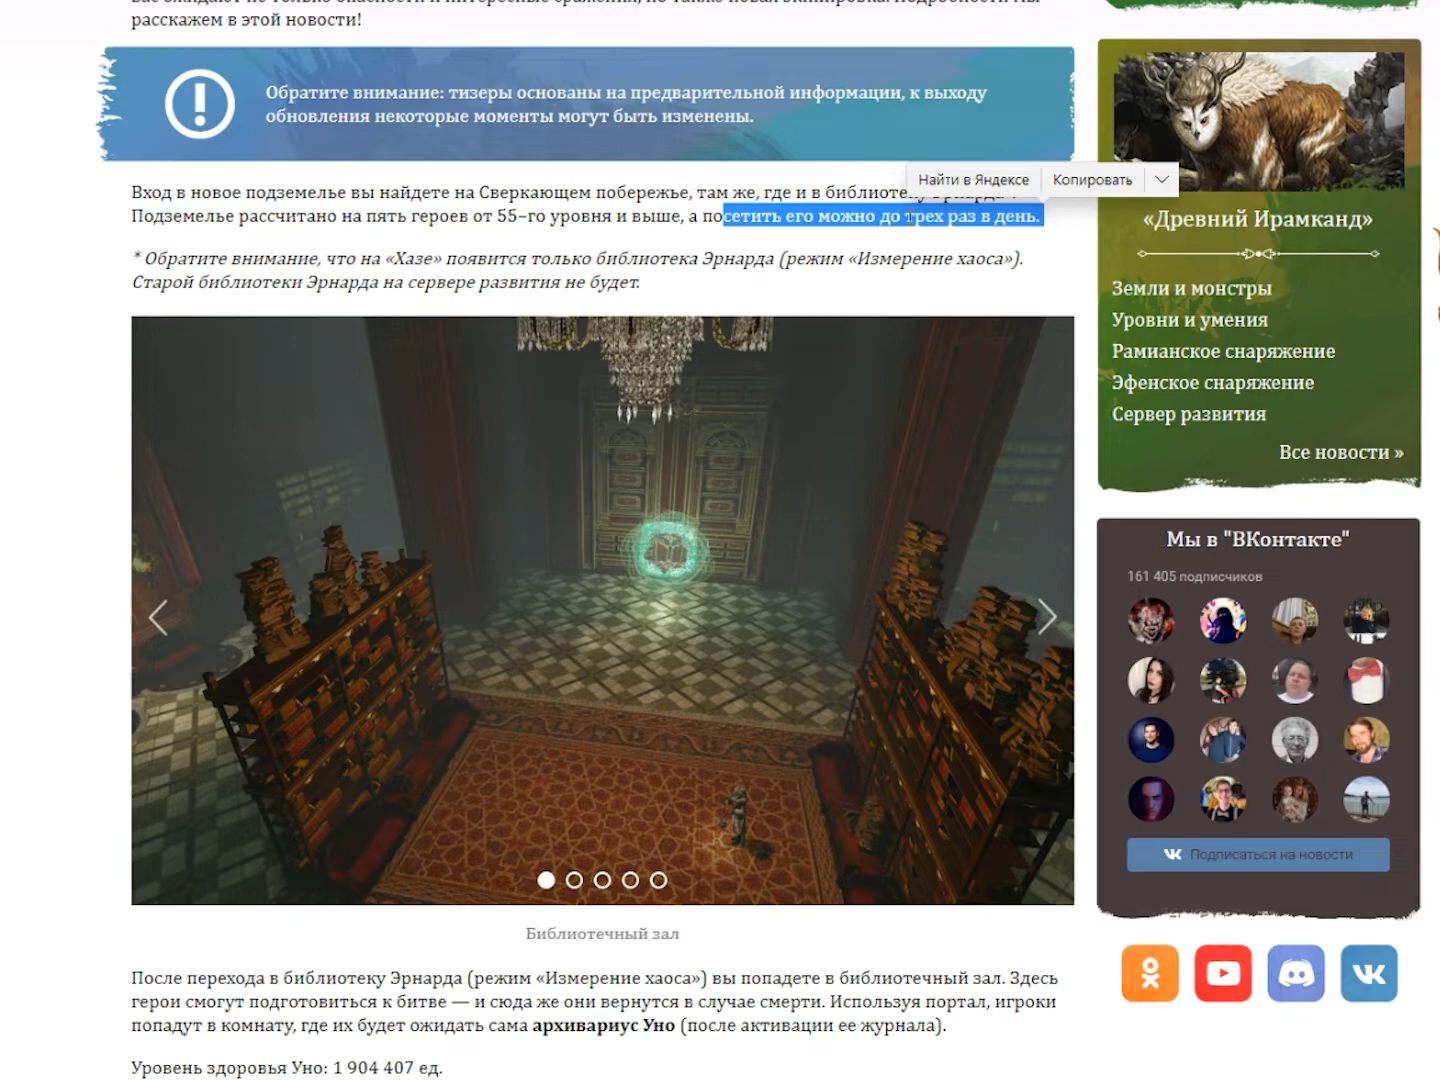 расскажем в этой новости!
Обратите внимание: тизеры основаны на предварительной информации, к выходу
обновления некоторые моменты могут быть изменены.
Найти в Яндексе
Копировать
Вход в новое подземелье вы найдете на Сверкающем побережье, там же, где и в
Подземелье рассчитано на пять героев от 55-го уровня и выше, а посетить его можно до трех раз в день.
* Обратите внимание, что на «Хазе» появится только библиотека Эрнарда (режим «Измерение хаоса»).
Старой библиотеки Эрнарда на сервере развития не будет.
Библиотечный зал
После перехода в библиотеку Эрнарда (режим «Измерение хаоса») вы попадете в библиотечный зал. Здесь
герои смогут подготовиться к битве — и сюда же они вернутся в случае смерти. Используя портал, игроки
попадут в комнату, где их будет ожидать сама архивариус Уно (после активации ее журнала).
Уровень здоровья Уно: 1 904 407 ед.
«Древний Ирамканд»
Земли и монстры
Уровни и умения
Рамианское снаряжение
Эфенское снаряжение
Сервер развития
Все новости »
Мы в "ВКонтакте"
161 405 подписчиков
Подписаться на новости